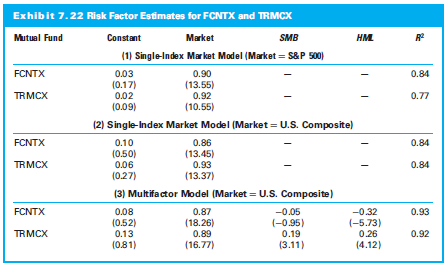 Exhibit 7.22 Risk Factor Estimates for FCNTX and TRMCX
Mutual Fund Constant Market SMB HML R²
(1) Single-Index Market Model (Market = S&P 500)
FCNTX 0.03 0.90 — — 0.84
(0.17) (13.55)
TRMCX 0.02 0.92 — — 0.77
(0.09) (10.55)
(2) Single-Index Market Model (Market = U.S. Composite)
FCNTX 0.10 0.86 — — 0.84
(0.50) (13.45)
TRMCX 0.06 0.93 — — 0.84
(0.27) (13.37)
(3) Multifactor Model (Market = U.S. Composite)
FCNTX 0.08 0.87 −0.05 −0.32 0.93
(0.52) (18.26) (−0.95) (−5.73)
TRMCX 0.13 0.89 0.19 0.26 0.92
(0.81) (16.77) (3.11) (4.12)